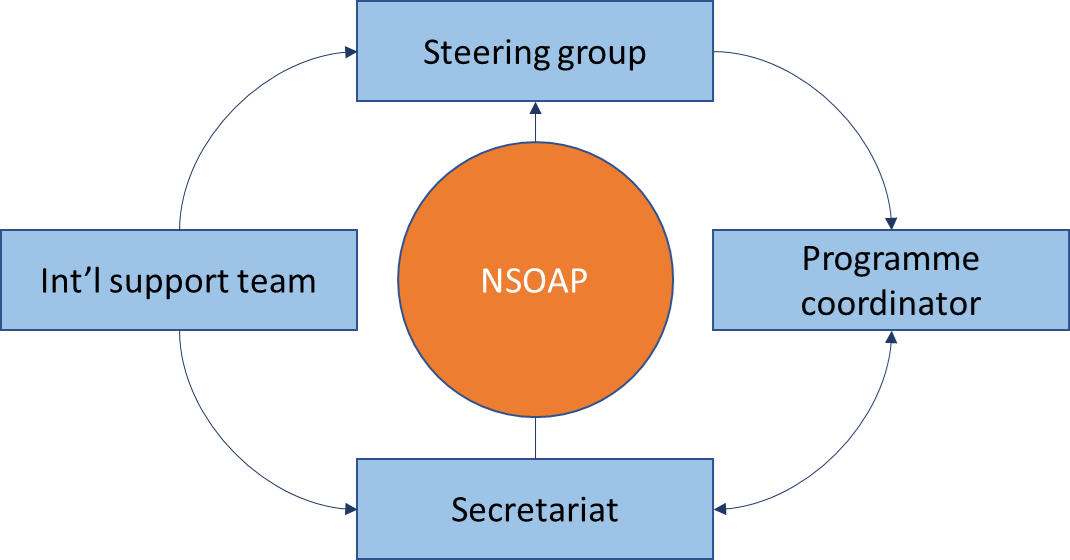 Steering group
Int’l support team
NSOAP
Programme
coordinator
Secretariat